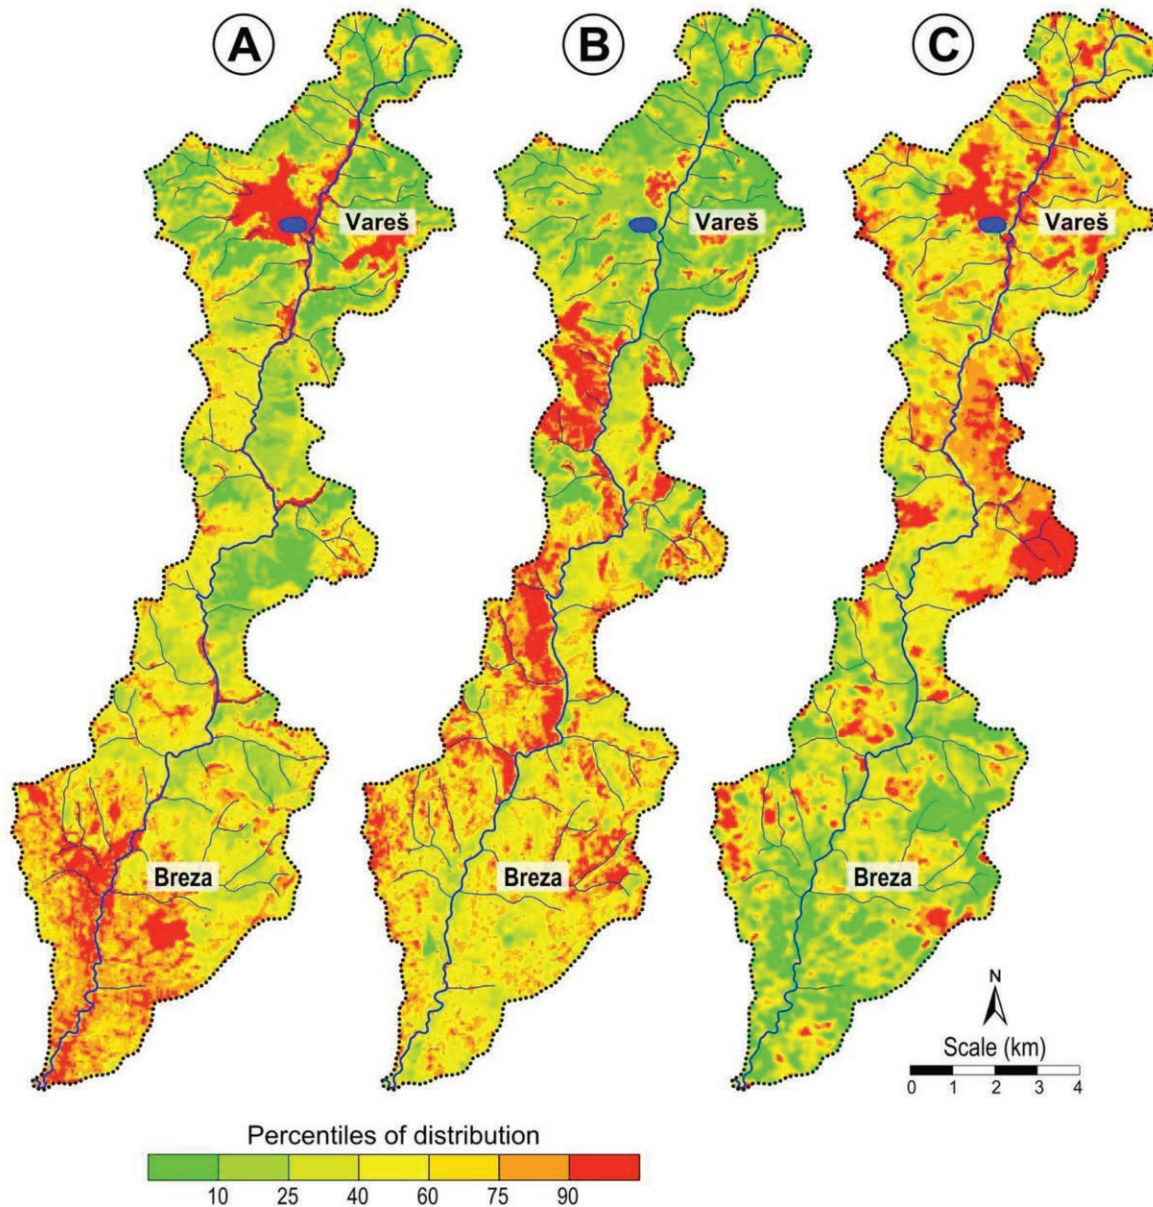 A B C
Vareš Vareš Vareš
Breza Breza Breza
N
Scale (km)
0 1 2 3 4
Percentiles of distribution
10 25 40 60 75 90